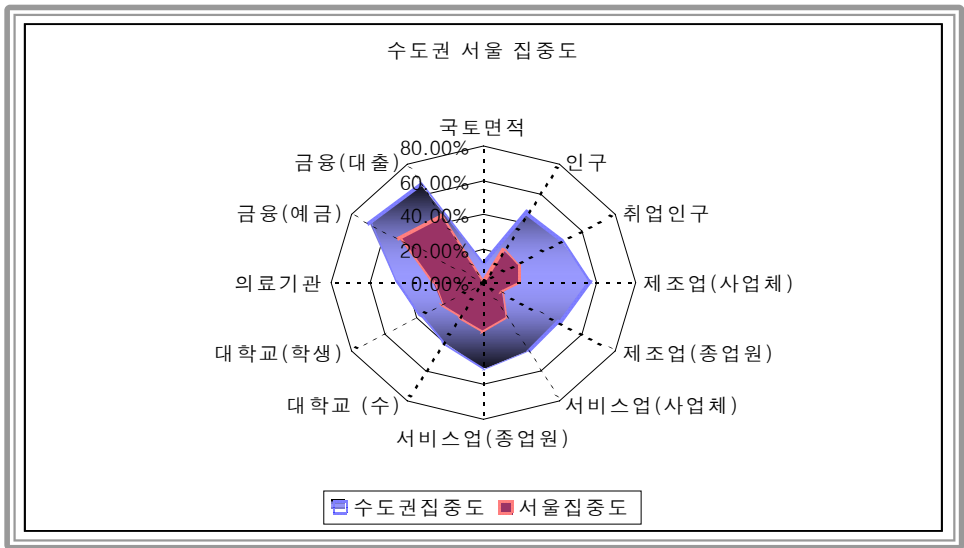 수도권 서울 집중도
국토면적
80.00%
60.00%
40.00%
20.00%
0.00%
인구
취업인구
제조업(사업체)
제조업(종업원)
서비스업(사업체)
서비스업(종업원)
대학교 (수)
대학교(학생)
의료기관
금융(예금)
금융(대출)
수도권집중도 서울집중도